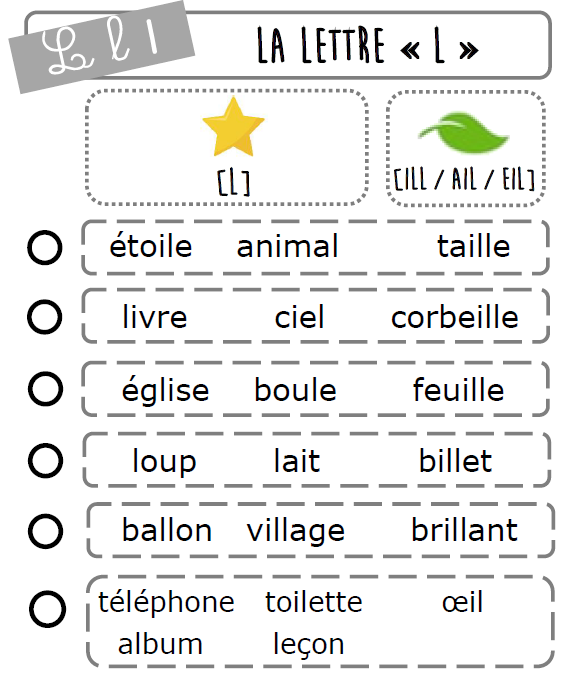 L l l
LA LETTRE « L »
[L]
[ILL / AIL / EIL]
étoile animal taille
livre ciel corbeille
église boule feuille
loup lait billet
ballon village brillant
téléphone toilette œil
album leçon